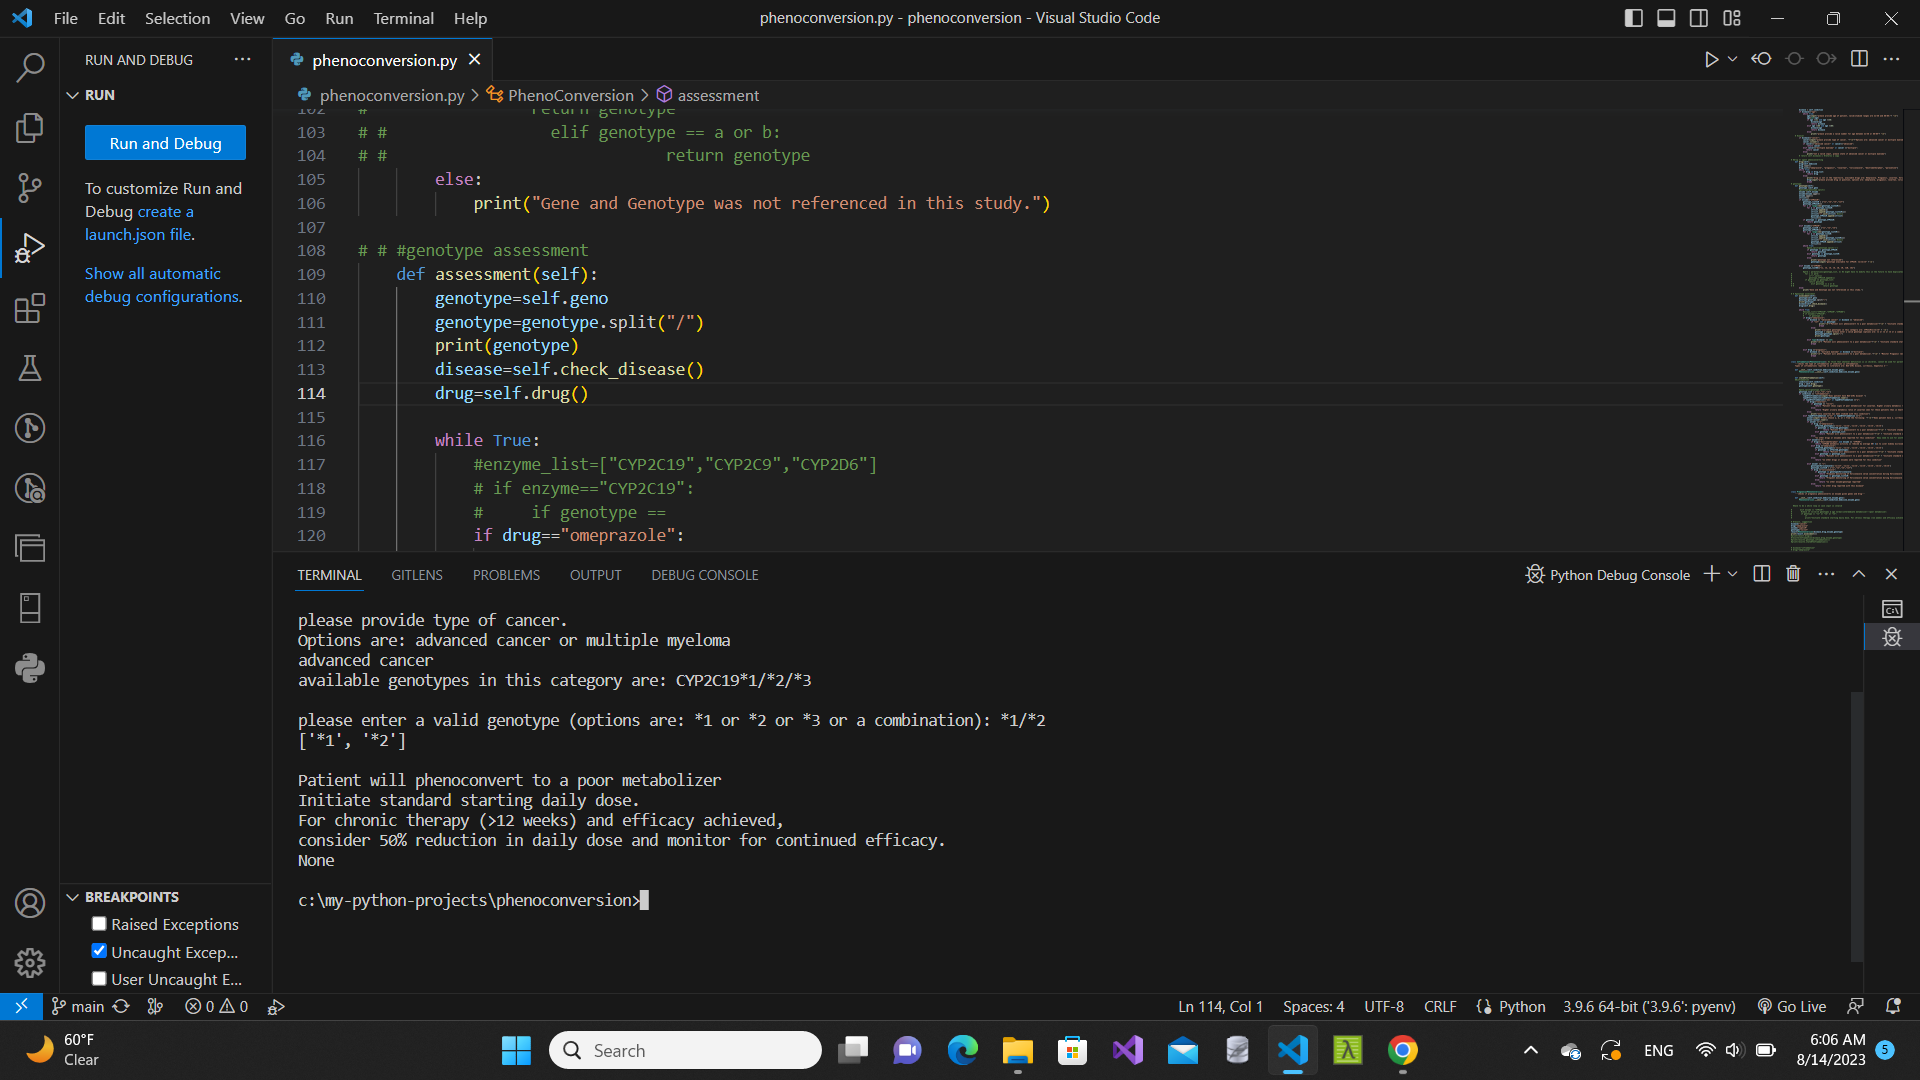 File Edit Selection View Go Run Terminal Help
phenoconversion.py - phenoconversion - Visual Studio Code
RUN AND DEBUG
RUN
Run and Debug
To customize Run and
Debug create a
launch.json file.
Show all automatic
debug configurations.
phenoconversion.py
phenoconversion.py > PhenoConversion > assessment
102 # return genotype
103 # # elif genotype == a or b:
104 # # return genotype
105 else:
106 print("Gene and Genotype was not referenced in this study.")
107
108 # # #genotype assessment
109 def assessment(self):
110 genotype=self.geno
111 genotype=genotype.split("/")
112 print(genotype)
113 disease=self.check_disease()
114 drug=self.drug()
115
116 while True:
117 #enzyme_list=["CYP2C19","CYP2C9","CYP2D6"]
118 # if enzyme=="CYP2C19":
119 # if genotype ==
120 if drug=="omeprazole":
TERMINAL GITLENS PROBLEMS OUTPUT DEBUG CONSOLE
Python Debug Console
please provide type of cancer.
Options are: advanced cancer or multiple myeloma
advanced cancer
available genotypes in this category are: CYP2C19*1/*2/*3
please enter a valid genotype (options are: *1 or *2 or *3 or a combination): *1/*2
['*1', '*2']
Patient will phenoconvert to a poor metabolizer
Initiate standard starting daily dose.
For chronic therapy (>12 weeks) and efficacy achieved,
consider 50% reduction in daily dose and monitor for continued efficacy.
None
c:\my-python-projects\phenoconversion>
BREAKPOINTS
Raised Exceptions
Uncaught Excep...
User Uncaught E...
main 0 0
Ln 114, Col 1 Spaces: 4 UTF-8 CRLF Python 3.9.6 64-bit ('3.9.6': pyenv) Go Live
60°F
Clear
Search
ENG
6:06 AM
8/14/2023
5